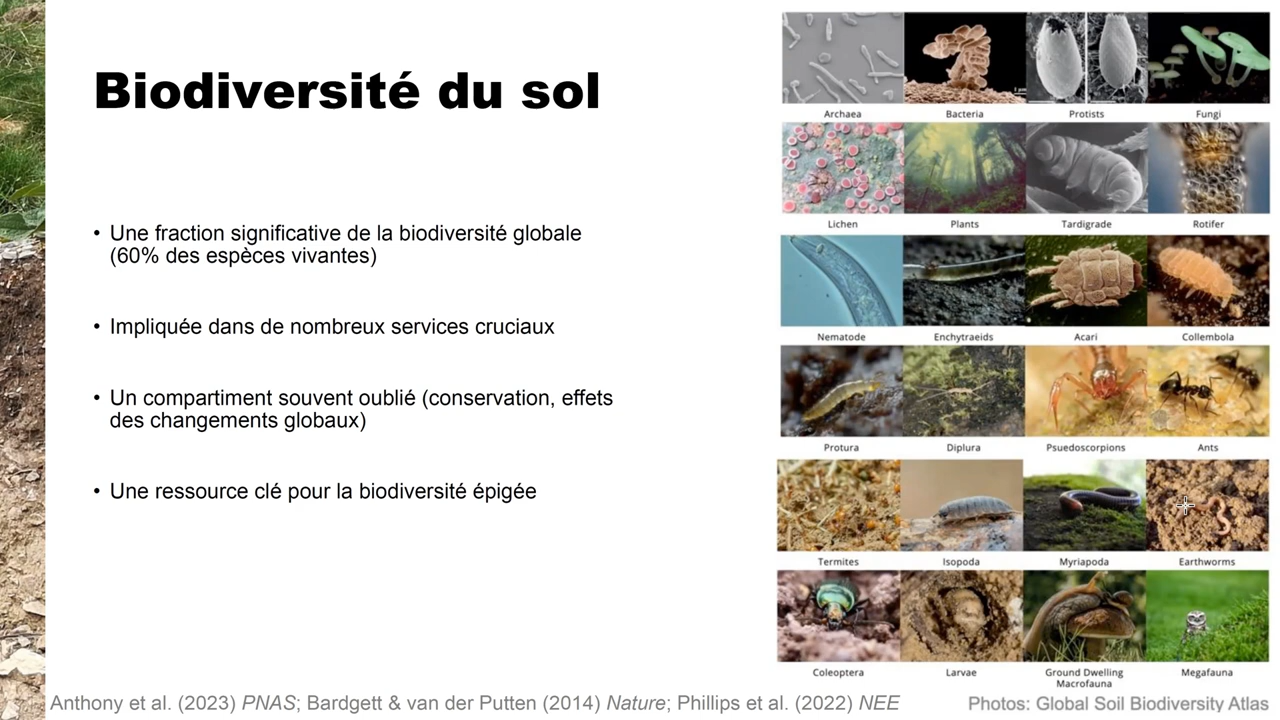 Biodiversité du sol
• Une fraction significative de la biodiversité globale
(60% des espèces vivantes)
• Impliquée dans de nombreux services cruciaux
• Un compartiment souvent oublié (conservation, effets
des changements globaux)
• Une ressource clé pour la biodiversité épigée
Archaea Bacteria Protists Fungi
Lichen Plants Tardigrade Rotifer
Nematode Enchytraeids Acari Collembola
Protura Diplura Psuedoscorpions Ants
Termites Isopoda Myriapoda Earthworms
Coleoptera Larvae Ground Dwelling Megafauna
Macrofauna
Anthony et al. (2023) PNAS; Bardgett & van der Putten (2014) Nature; Phillips et al. (2022) NEE
Photos: Global Soil Biodiversity Atlas